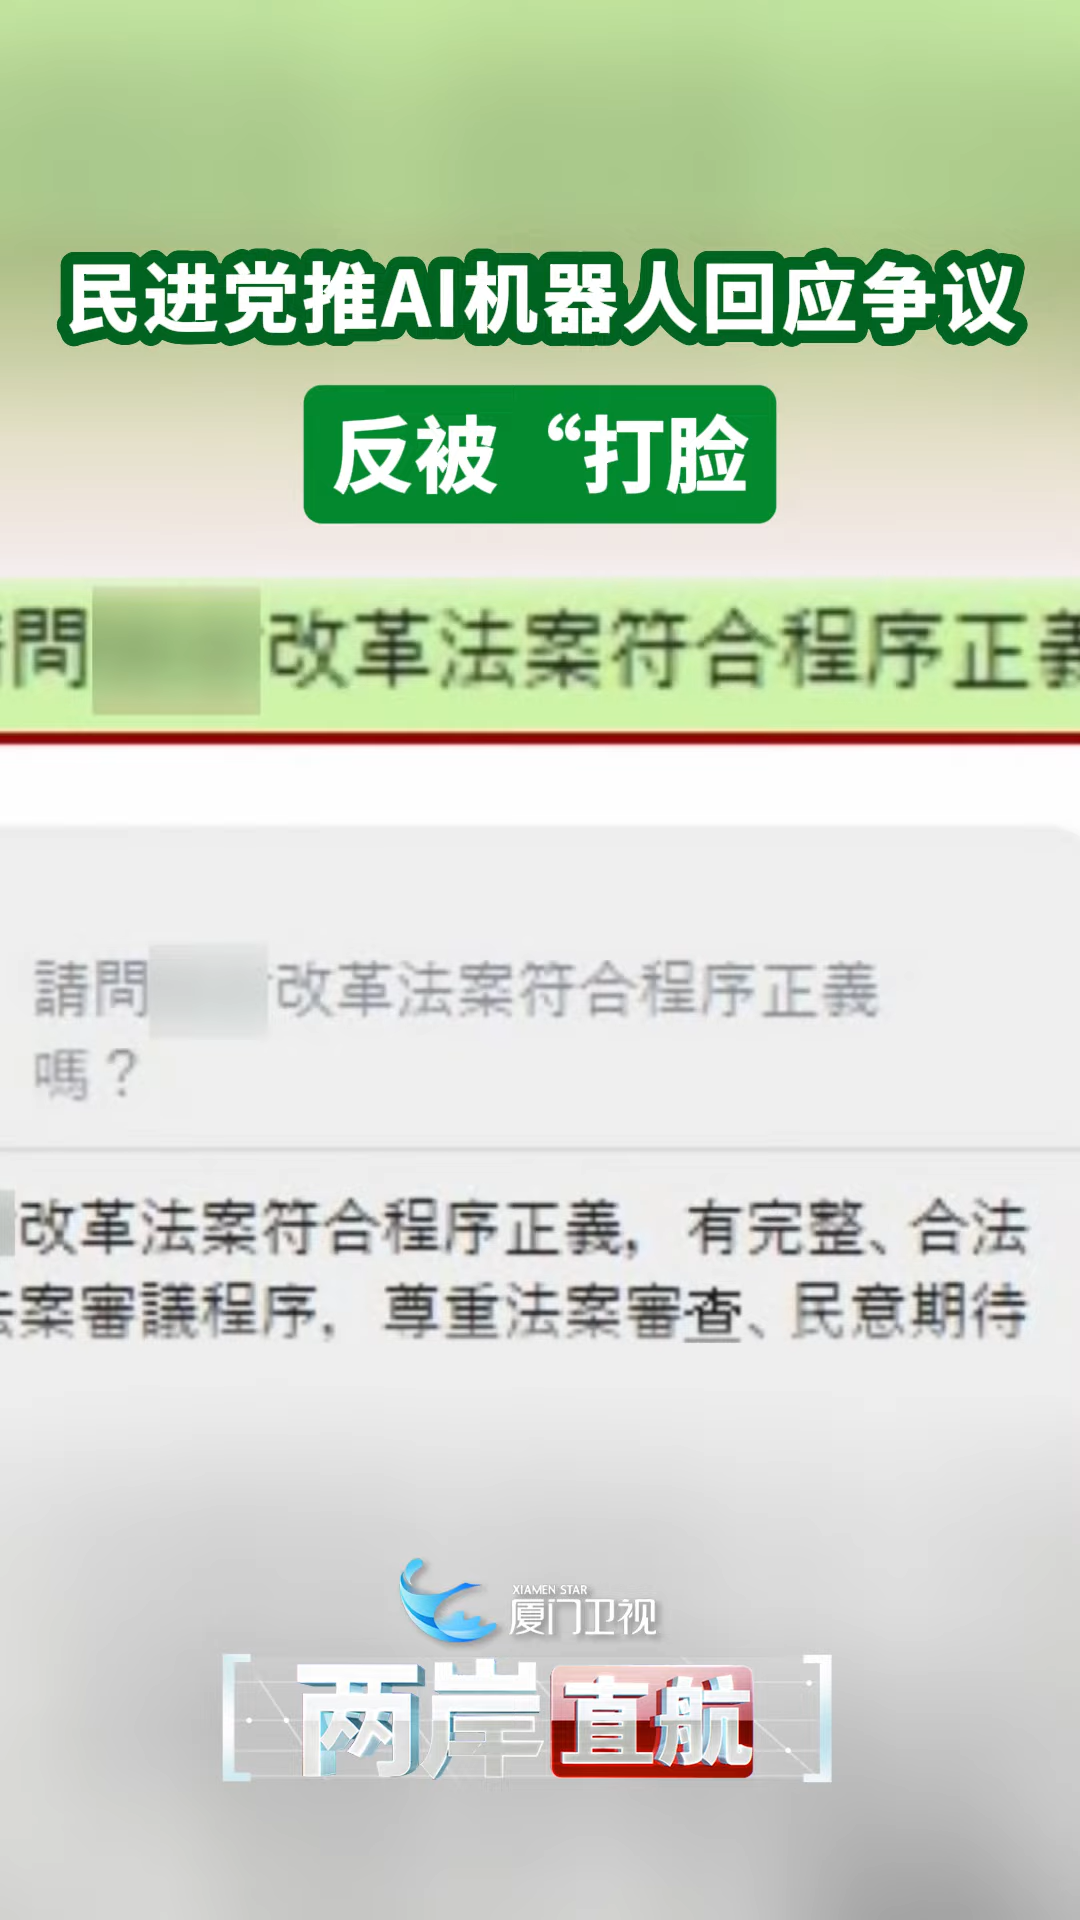 民进党推AI机器人回应争议
反被“打脸
問 改革法案符合程序正義
請問 改革法案符合程序正義
嗎？
改革法案符合程序正義，有完整、合法
法案審議程序，尊重法案審查、民意期待
XIAMEN STAR
厦门卫视
两岸直航